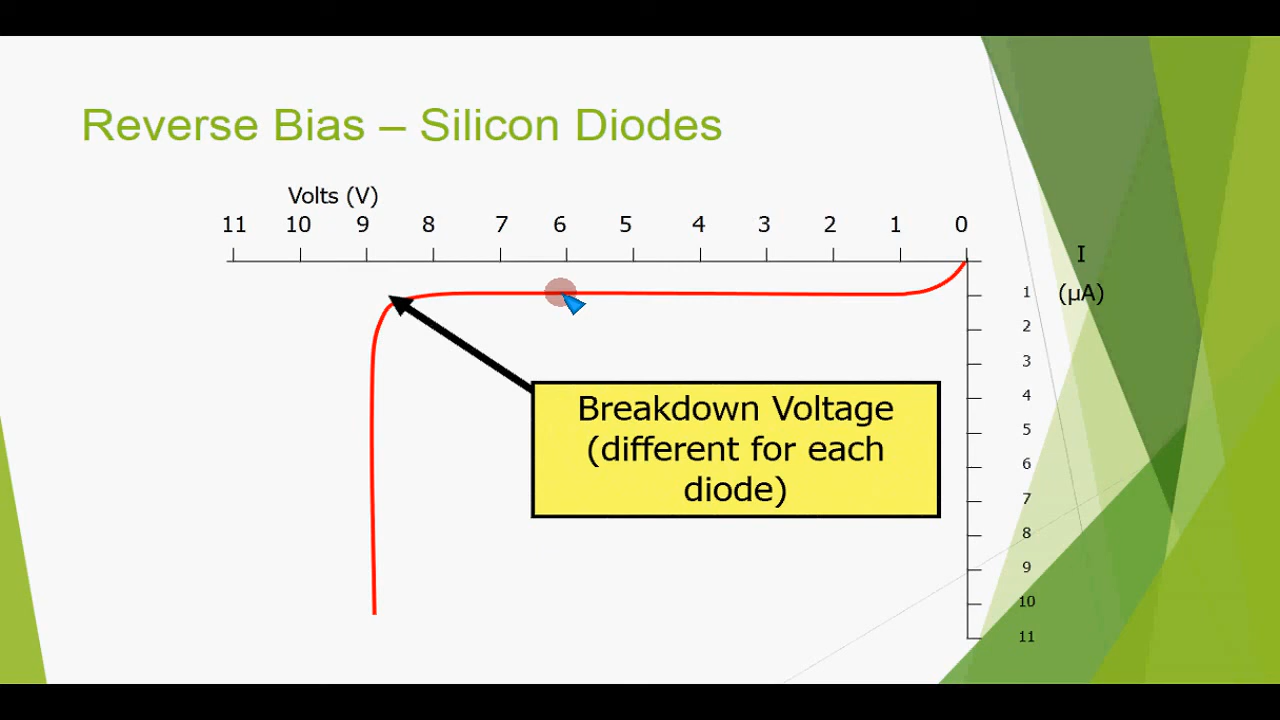 Reverse Bias – Silicon Diodes
Volts (V)
11 10 9 8 7 6 5 4 3 2 1 0
I
(µA)
1
2
3
4
5
6
7
8
9
10
11
Breakdown Voltage
(different for each
diode)